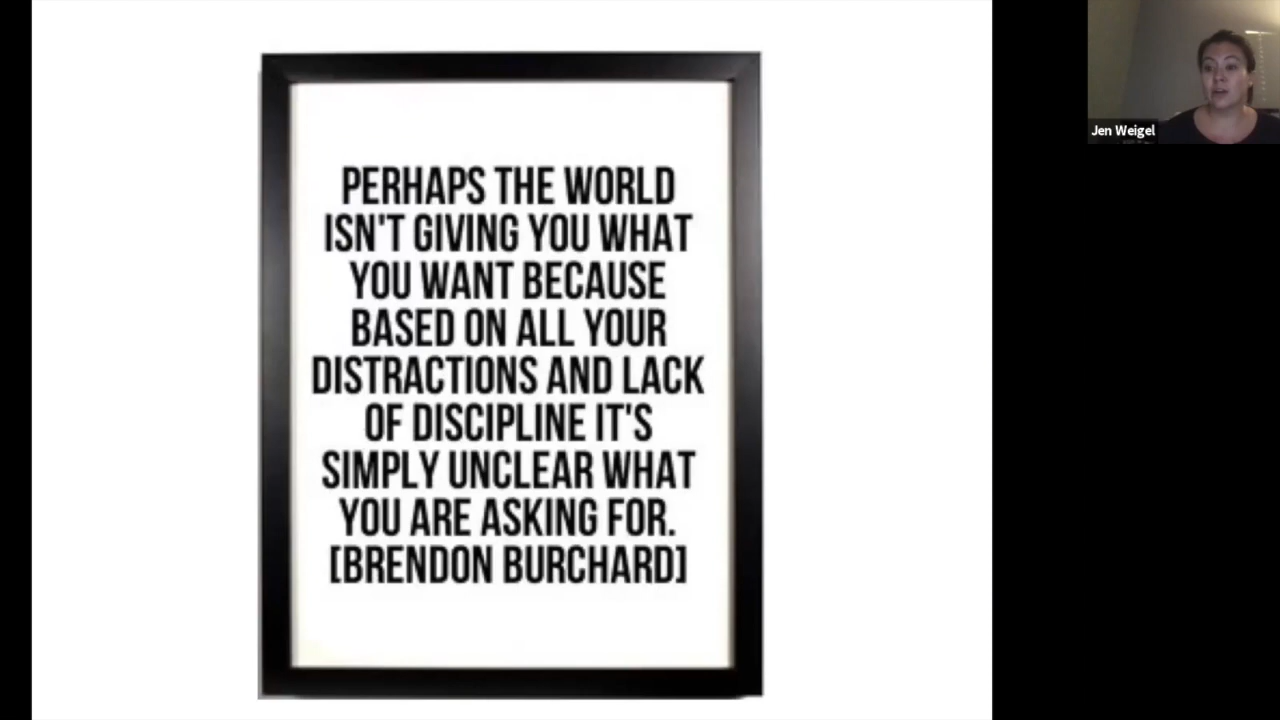 PERHAPS THE WORLD
ISN'T GIVING YOU WHAT
YOU WANT BECAUSE
BASED ON ALL YOUR
DISTRACTIONS AND LACK
OF DISCIPLINE IT'S
SIMPLY UNCLEAR WHAT
YOU ARE ASKING FOR.
[BRENDON BURCHARD]
Jen Weigel